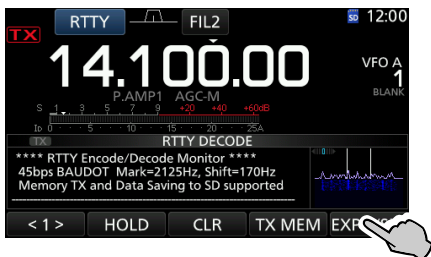 RTTY FIL2 SD 12:00
TX
14.100.00
VFO A
1
BLANK
P.AMP1 AGC-M
S 1 3 5 7 9 +20 +40 +60dB
ID 0 5 10 15 20 25A
TX RTTY DECODE
**** RTTY Encode/Decode Monitor ****
45bps BAUDOT Mark=2125Hz, Shift=170Hz
Memory TX and Data Saving to SD supported
< 1 > HOLD CLR TX MEM